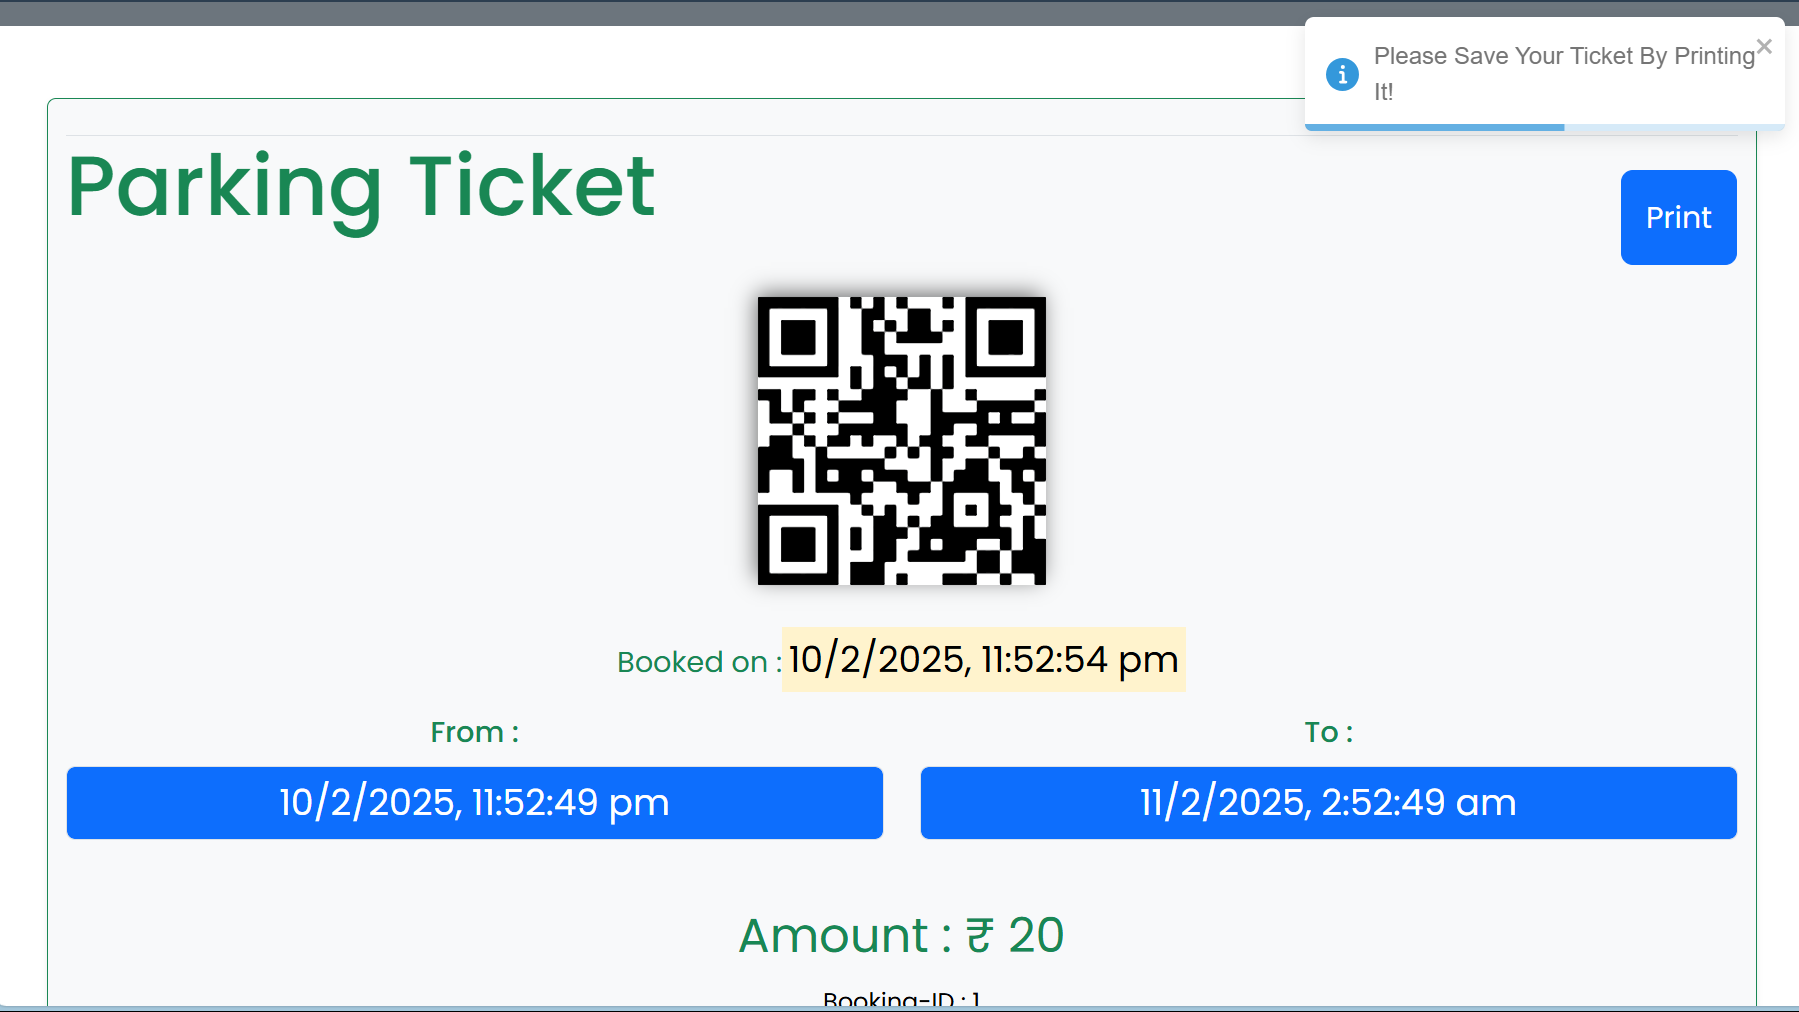 Please Save Your Ticket By Printing
It!
Parking Ticket
Print
Booked on : 10/2/2025, 11:52:54 pm
From :
To :
10/2/2025, 11:52:49 pm
11/2/2025, 2:52:49 am
Amount : ₹ 20
Booking-ID : 1